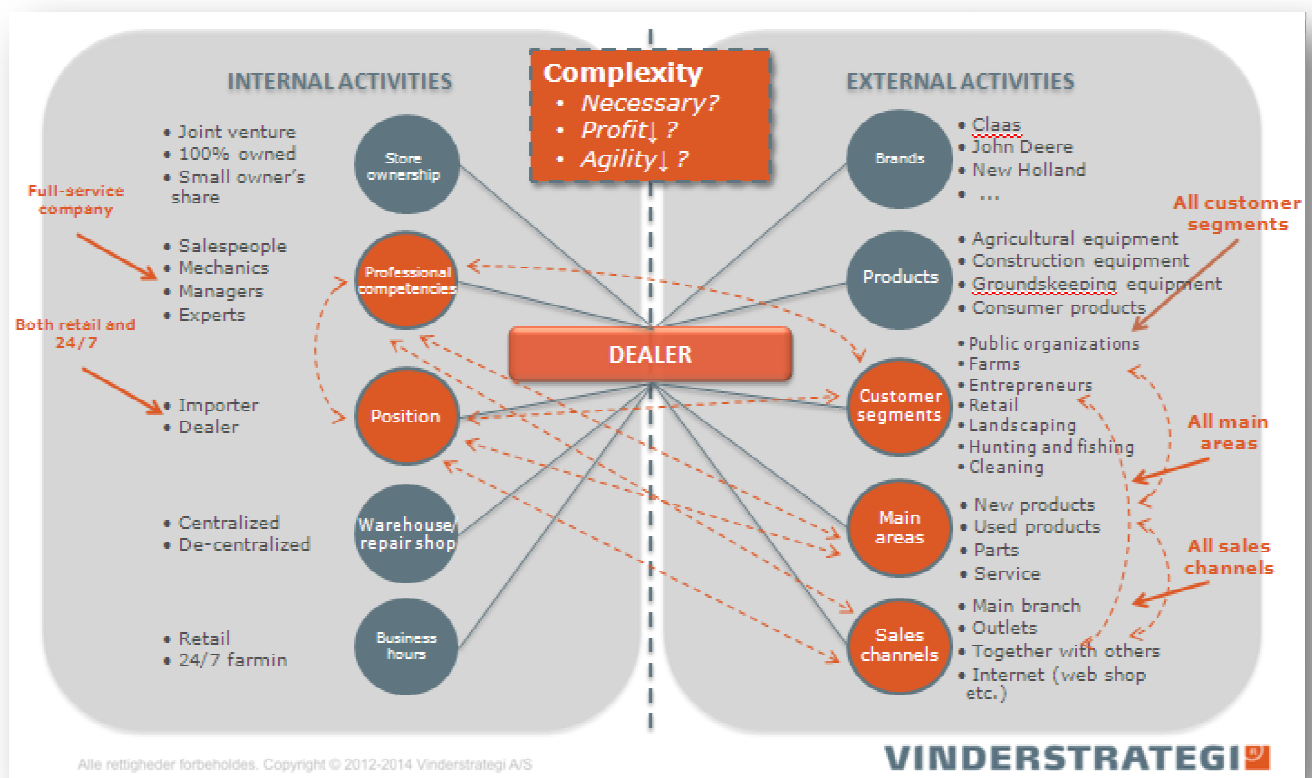 INTERNAL ACTIVITIES
Complexity
• Necessary?
• Profit↓ ?
• Agility↓ ?
EXTERNAL ACTIVITIES
• Joint venture
• 100% owned
• Small owner's
share
Store
ownership
Full-service
company
• Salespeople
• Mechanics
• Managers
• Experts
Professional
competencies
Both retail and
24/7
• Importer
• Dealer
Position
• Centralized
• De-centralized
Warehouse/
repair shop
• Retail
• 24/7 farmin
Business
hours
DEALER
Brands
• Claas
• John Deere
• New Holland
• ...
All customer
segments
Products
• Agricultural equipment
• Construction equipment
• Groundskeeping equipment
• Consumer products
Customer
segments
• Public organizations
• Farms
• Entrepreneurs
• Retail
• Landscaping
• Hunting and fishing
• Cleaning
All main
areas
Main
areas
• New products
• Used products
• Parts
• Service
All sales
channels
Sales
channels
• Main branch
• Outlets
• Together with others
• Internet (web shop
etc.)
Alle rettigheder forbeholdes. Copyright © 2012-2014 Vinderstrategi A/S
VINDERSTRATEGI